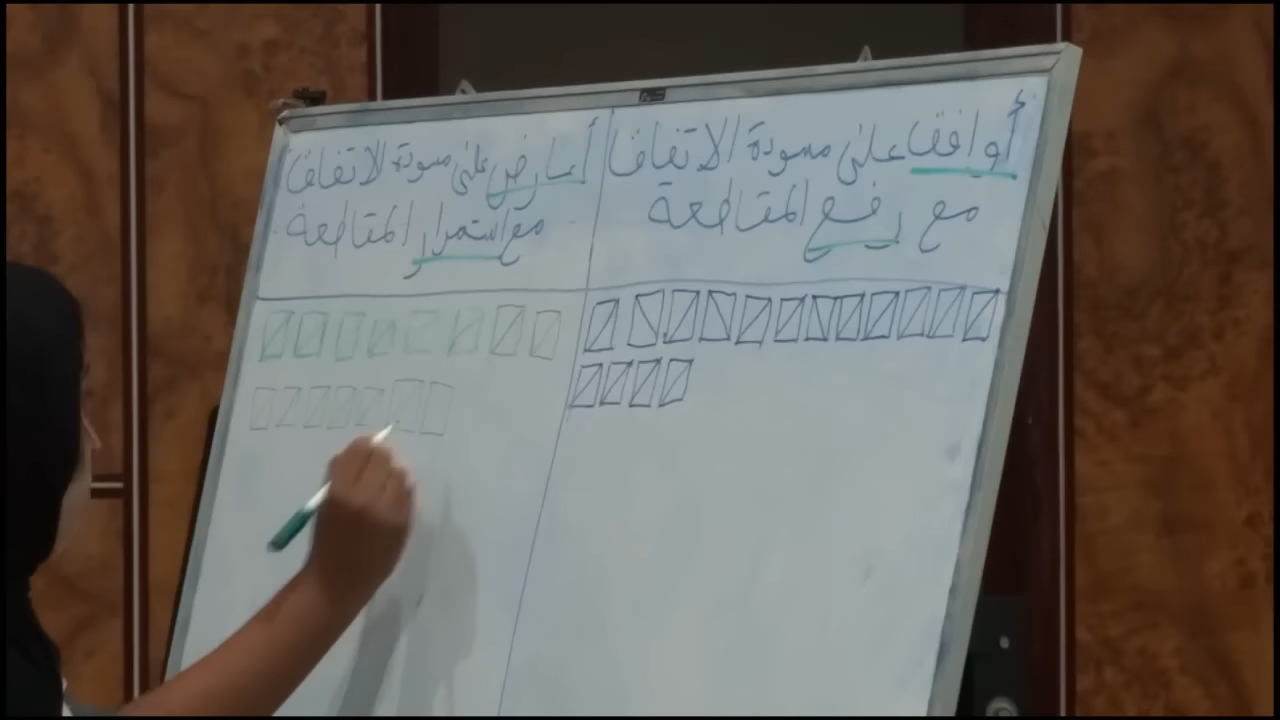 أوافق على مسودة الاتفاق
مع رفع المقاطعة
أعارض على مسودة الاتفاق
مع استمرار المقاطعة